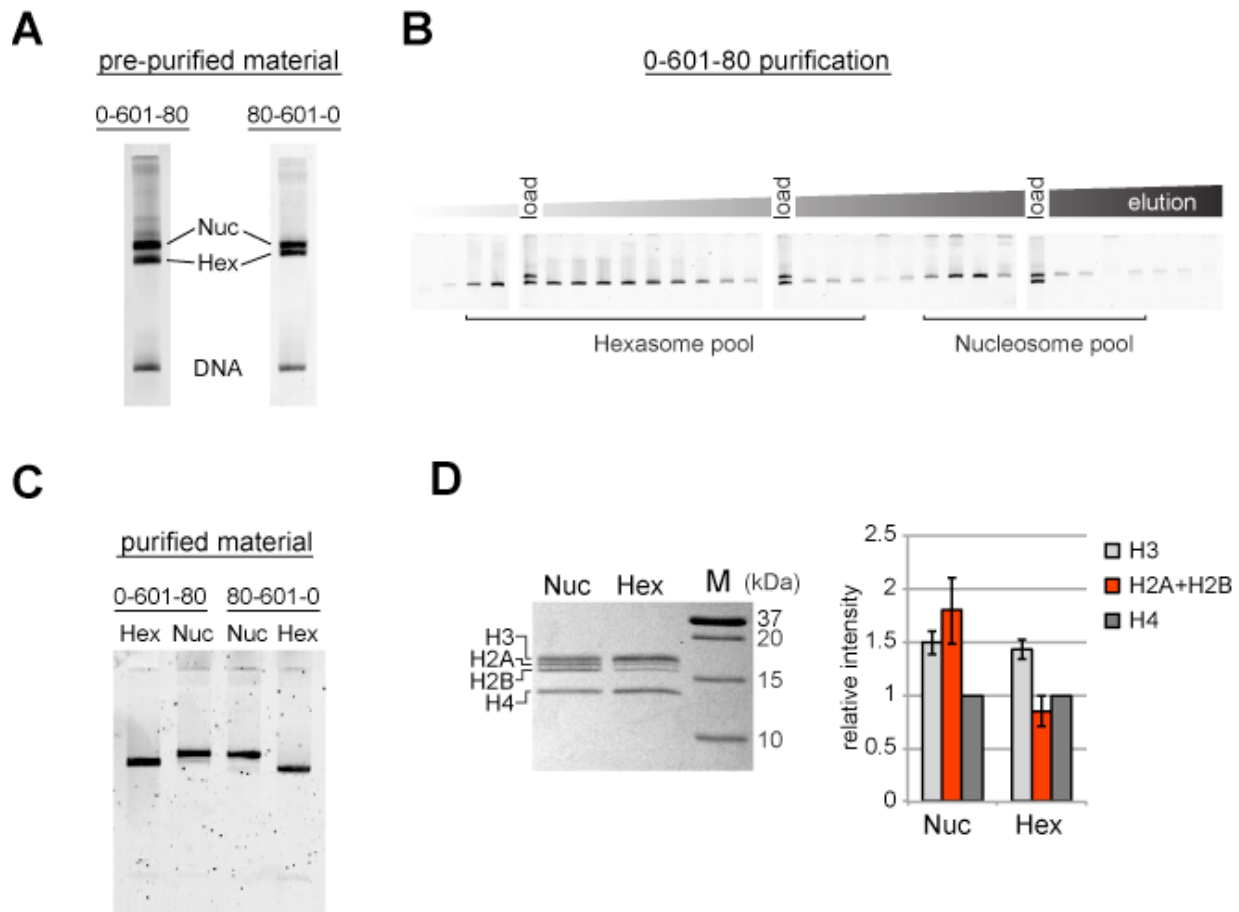 A
pre-purified material
0-601-80 80-601-0
Nuc
Hex
DNA
B
0-601-80 purification
load load load elution
Hexasome pool Nucleosome pool
C
purified material
0-601-80 80-601-0
Hex Nuc Nuc Hex
D
Nuc Hex M (kDa)
H3
H2A
H2B
H4
37
20
15
10
relative intensity
2.5
2
1.5
1
0.5
0
Nuc Hex
H3
H2A+H2B
H4